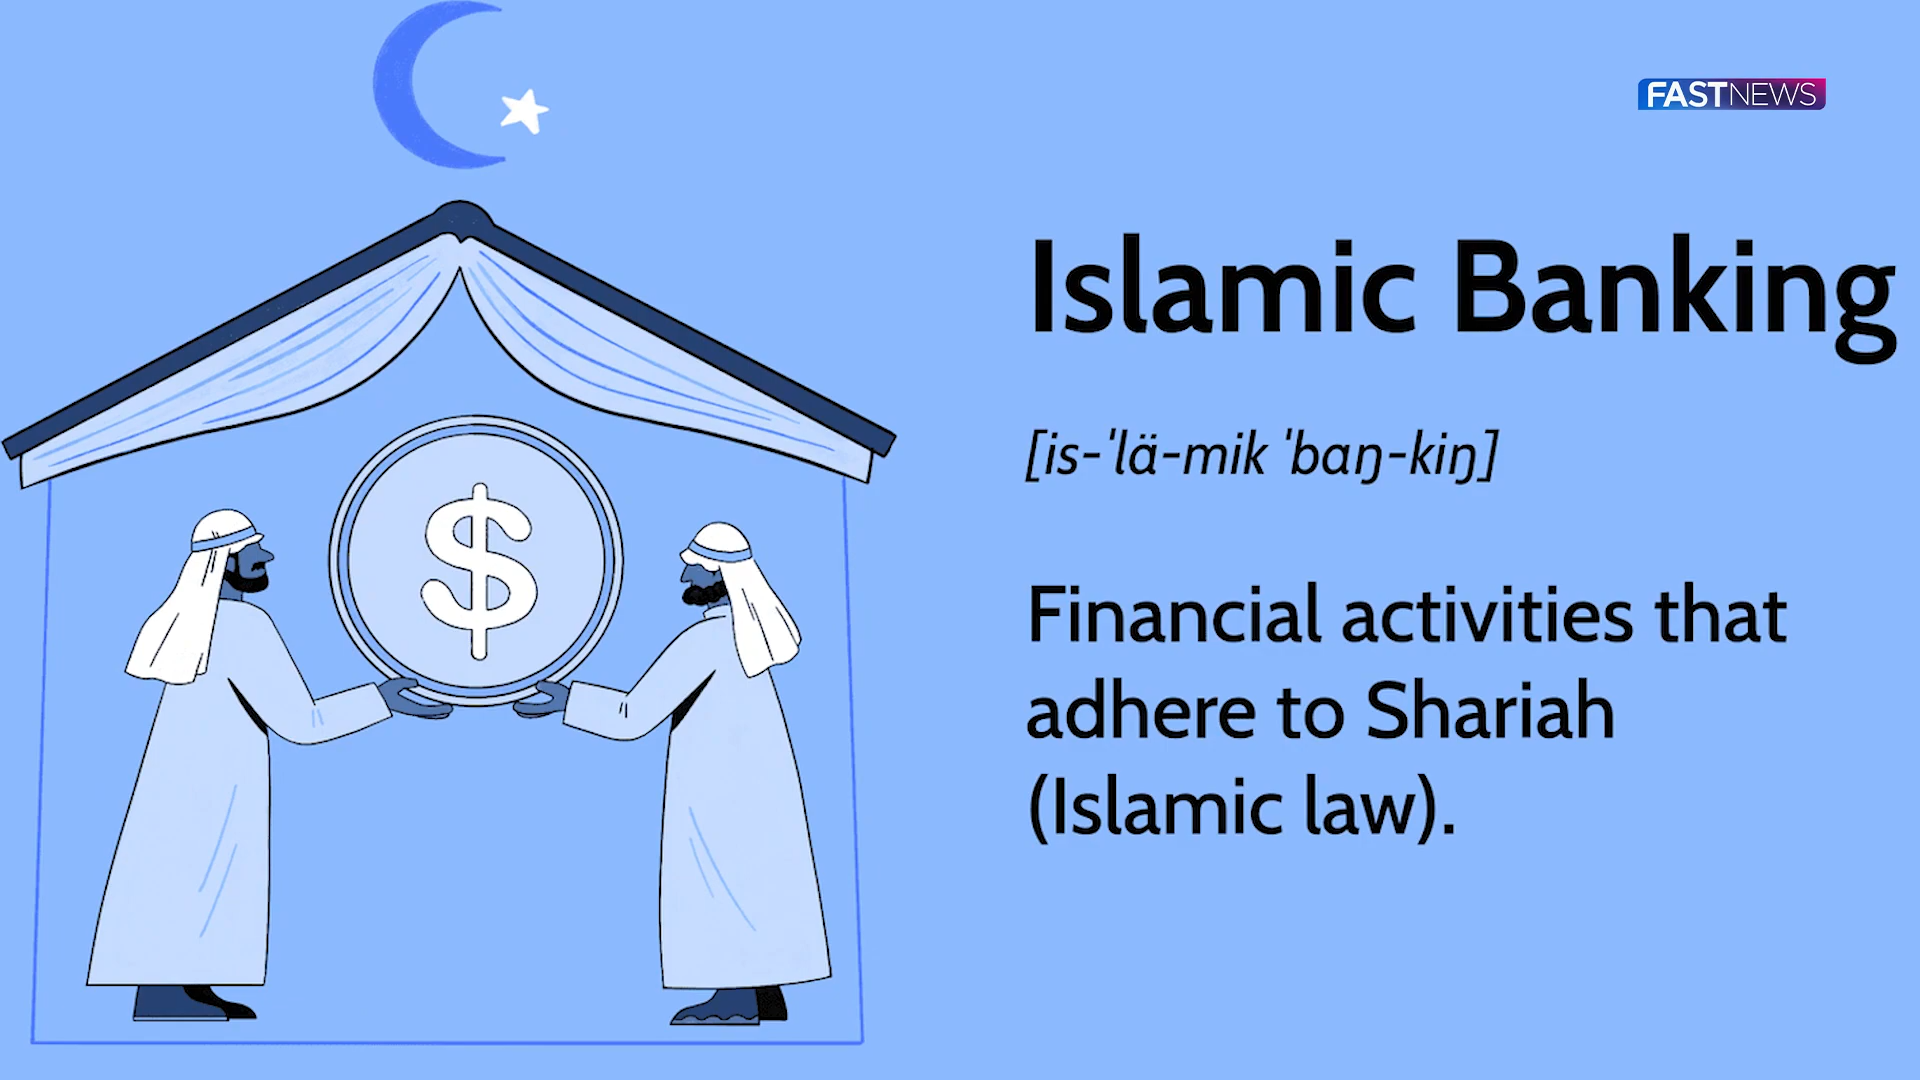 FASTNEWS
Islamic Banking
[is-ˈlä-mik ˈbaŋ-kiŋ]
Financial activities that
adhere to Shariah
(Islamic law).
$